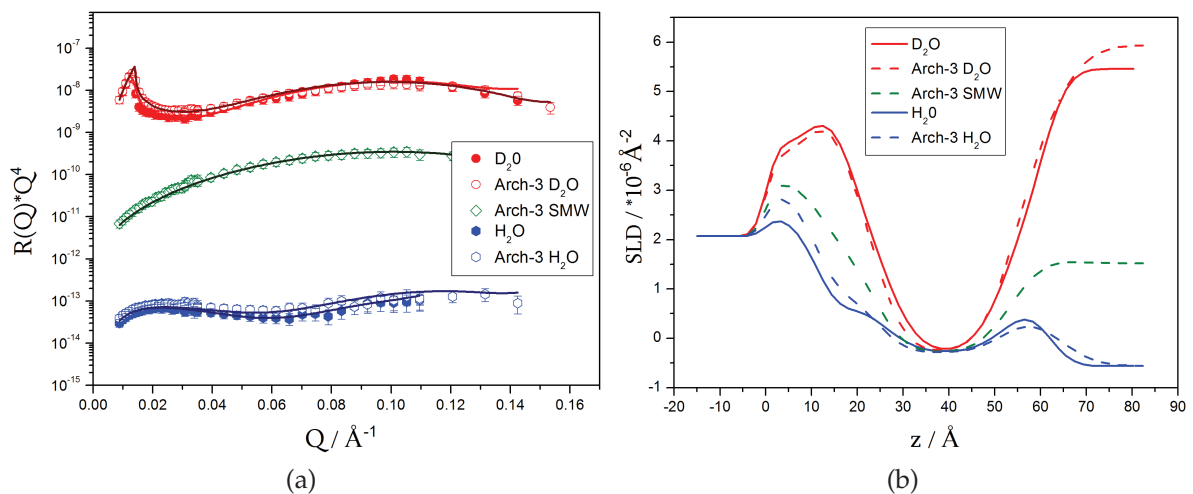 10⁻⁷
10⁻⁸
10⁻⁹
10⁻¹⁰
10⁻¹¹
10⁻¹²
10⁻¹³
10⁻¹⁴
10⁻¹⁵
R(Q)*Q⁴
D₂0
Arch-3 D₂O
Arch-3 SMW
H₂O
Arch-3 H₂O
0.00 0.02 0.04 0.06 0.08 0.10 0.12 0.14 0.16
Q / Å⁻¹
(a)
6
5
4
3
2
1
0
-1
SLD / *10⁻⁶Å⁻²
D₂O
Arch-3 D₂O
Arch-3 SMW
H₂0
Arch-3 H₂O
-20 -10 0 10 20 30 40 50 60 70 80 90
z / Å
(b)